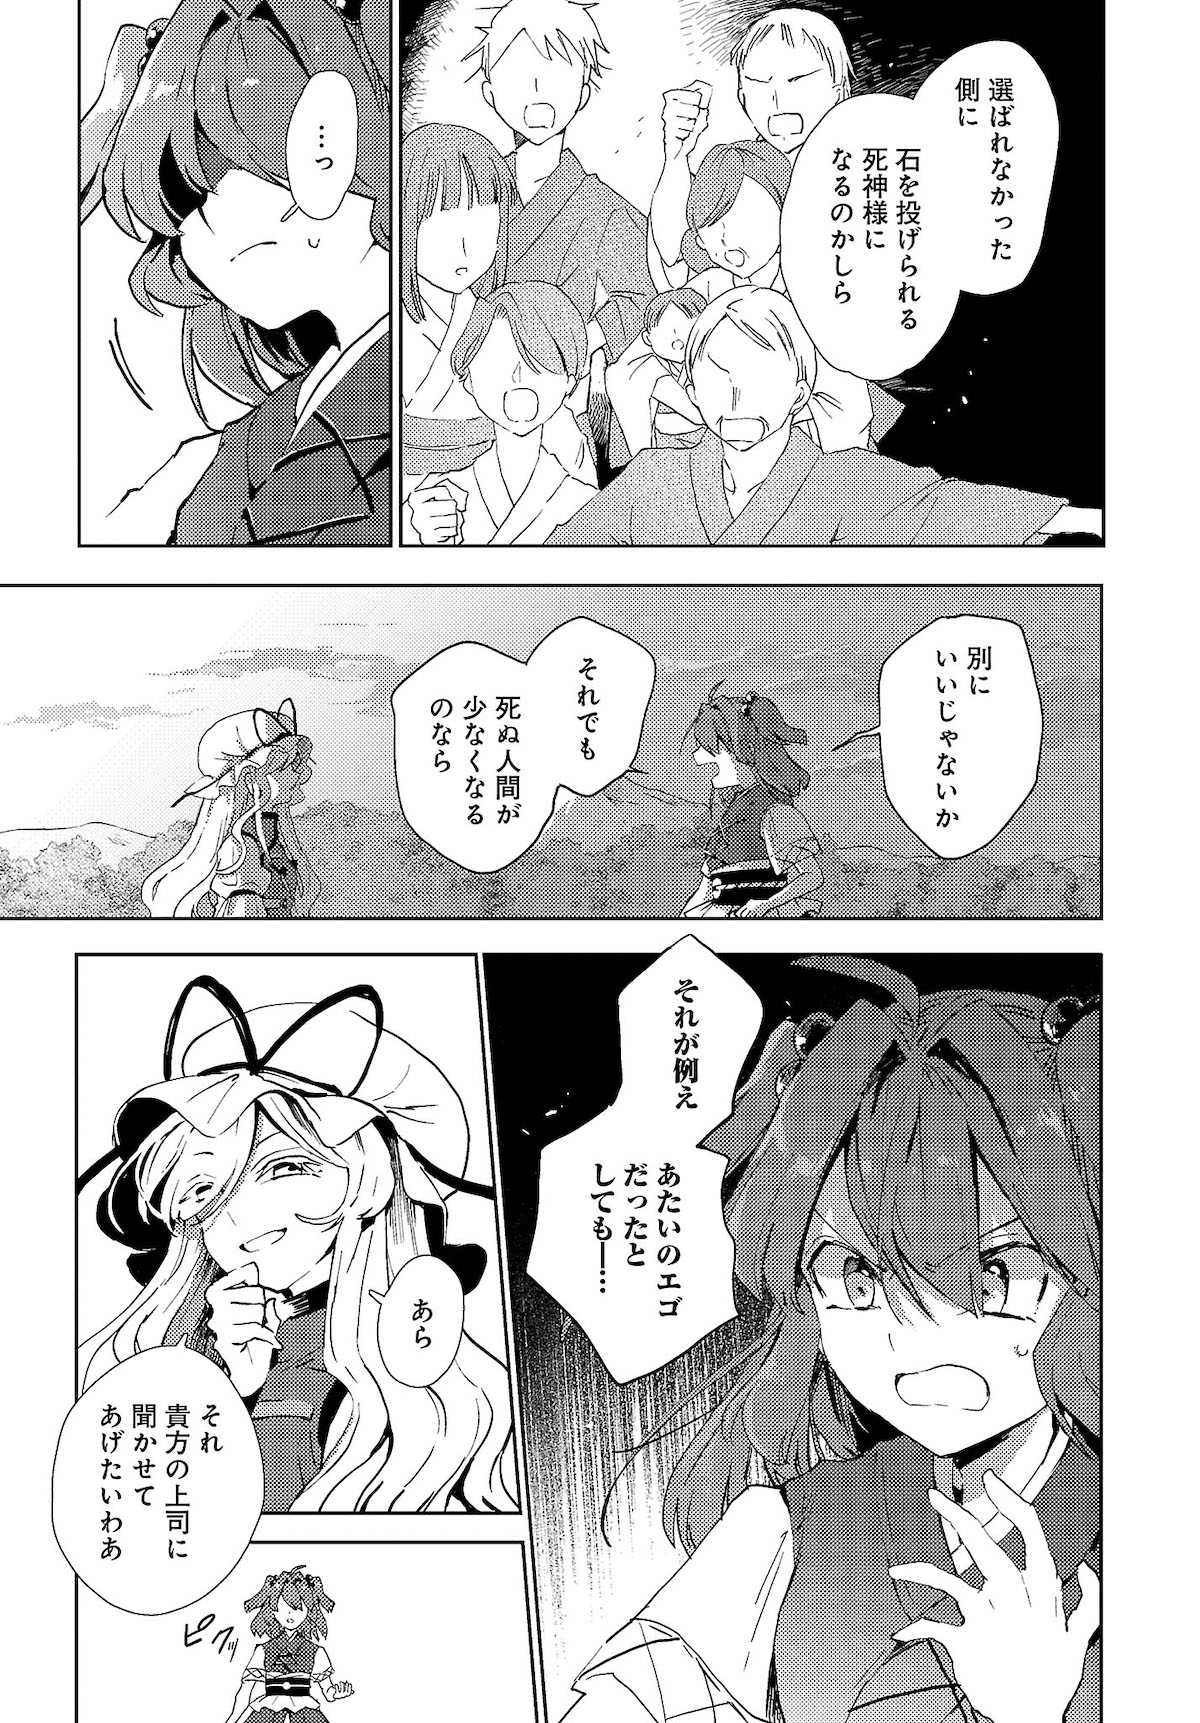 選ばれなかった
側に
石を投げられる
死神様に
なるのかしら
…っ
別に
いいじゃないか
それでも
死ぬ人間が
少なくなる
のなら
それが例え
あたいのエゴ
だったと
しても—…
あら
それ
貴方の上司に
聞かせて
あげたいわあ
ピクッ